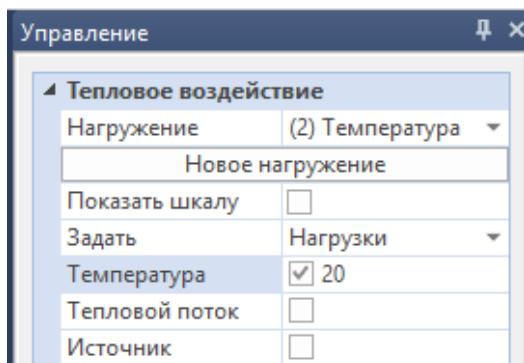 Управление
Тепловое воздействие
Нагружение (2) Температура
Новое нагружение
Показать шкалу
Задать Нагрузки
Температура 20
Тепловой поток
Источник